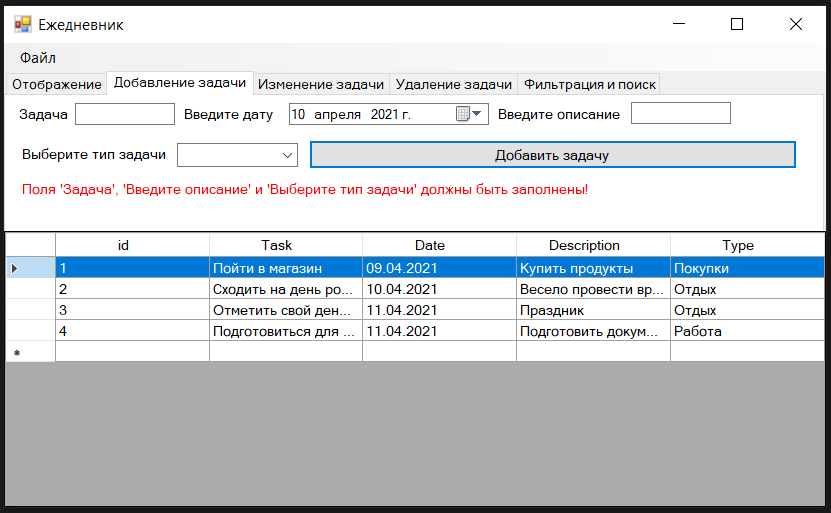 Ежедневник
Файл
Отображение Добавление задачи Изменение задачи Удаление задачи Фильтрация и поиск
Задача Введите дату 10 апреля 2021 г. Введите описание
Выберите тип задачи Добавить задачу
Поля 'Задача', 'Введите описание' и 'Выберите тип задачи' должны быть заполнены!
id Task Date Description Type
1 Пойти в магазин 09.04.2021 Купить продукты Покупки
2 Сходить на день ро... 10.04.2021 Весело провести вр... Отдых
3 Отметить свой ден... 11.04.2021 Праздник Отдых
4 Подготовиться для ... 11.04.2021 Подготовить докум... Работа